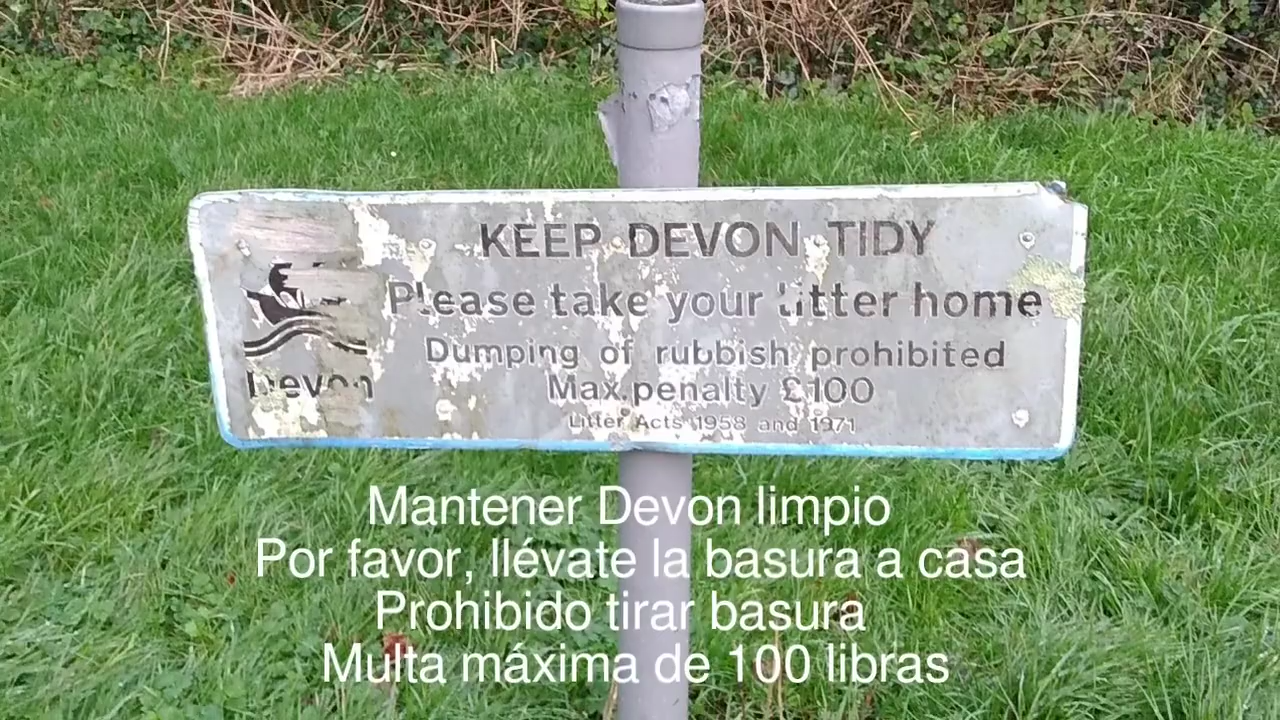 KEEP DEVON TIDY
Please take your litter home
Dumping of rubbish prohibited
Max. penalty £100
Litter Acts 1958 and 1971
Devon
Mantener Devon limpio
Por favor, llévate la basura a casa
Prohibido tirar basura
Multa máxima de 100 libras